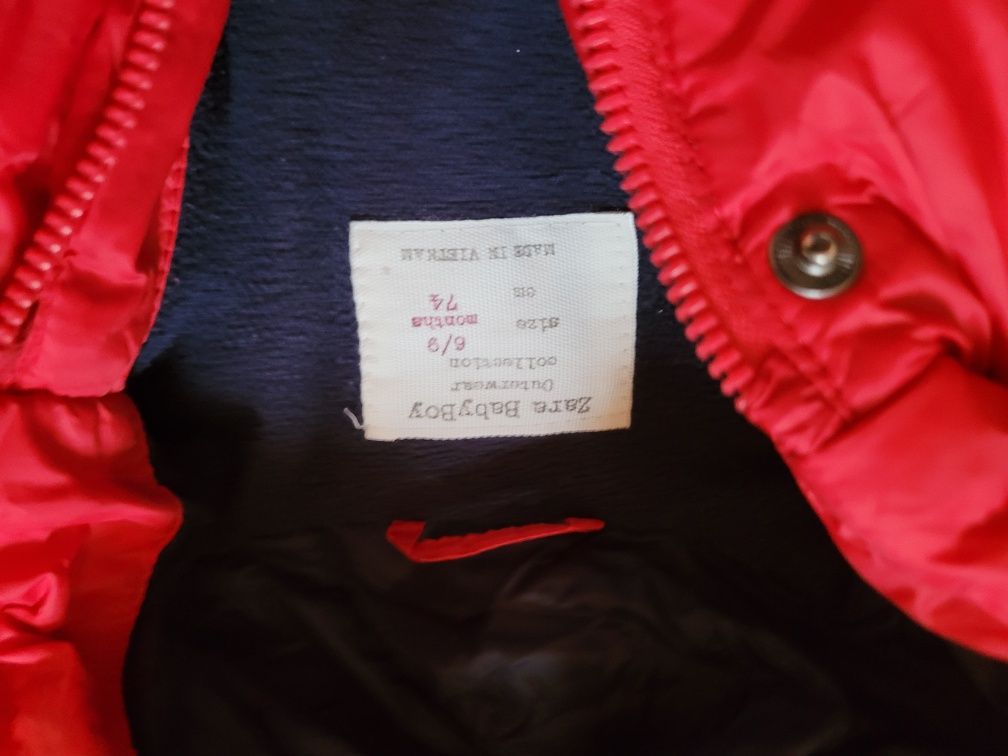 Zara BabyBoy
Outerwear
collection
6/9
size months
cm 74
MADE IN VIETNAM